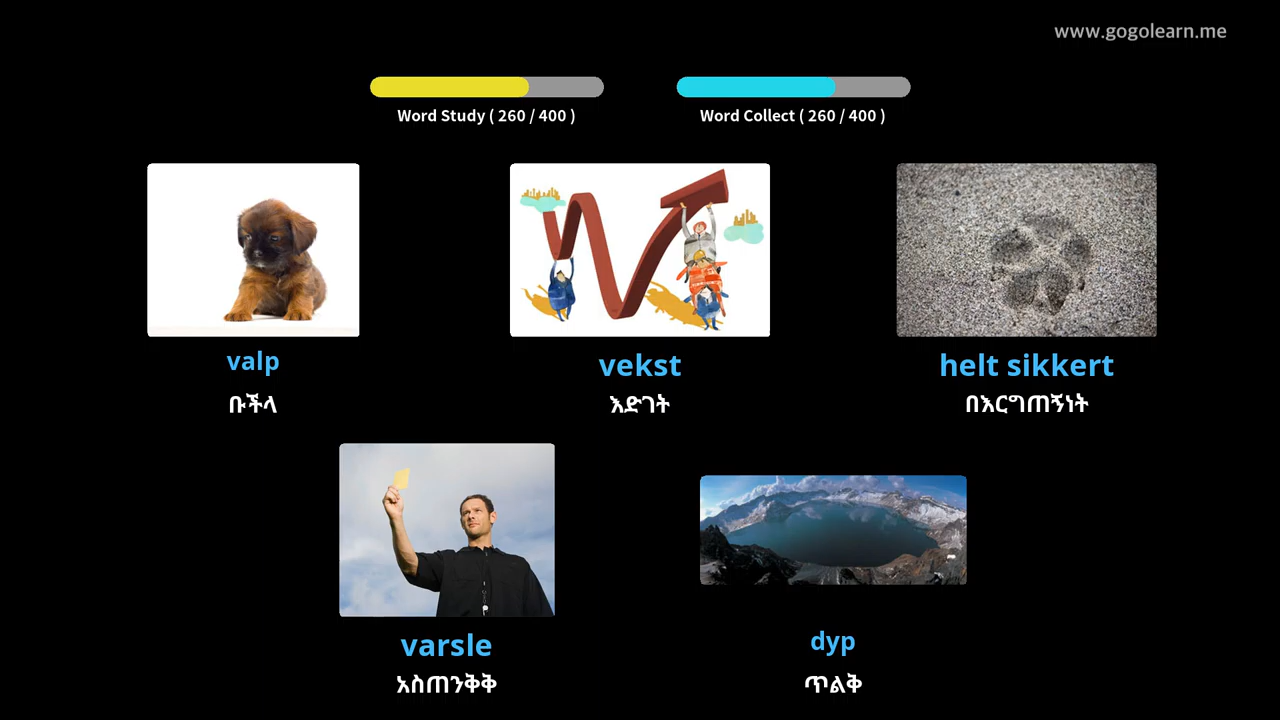 www.gogolearn.me
Word Study ( 260 / 400 )
Word Collect ( 260 / 400 )
valp
ቡችላ
vekst
እድገት
helt sikkert
በእርግጠኝነት
varsle
አስጠንቅቅ
dyp
ጥልቅ